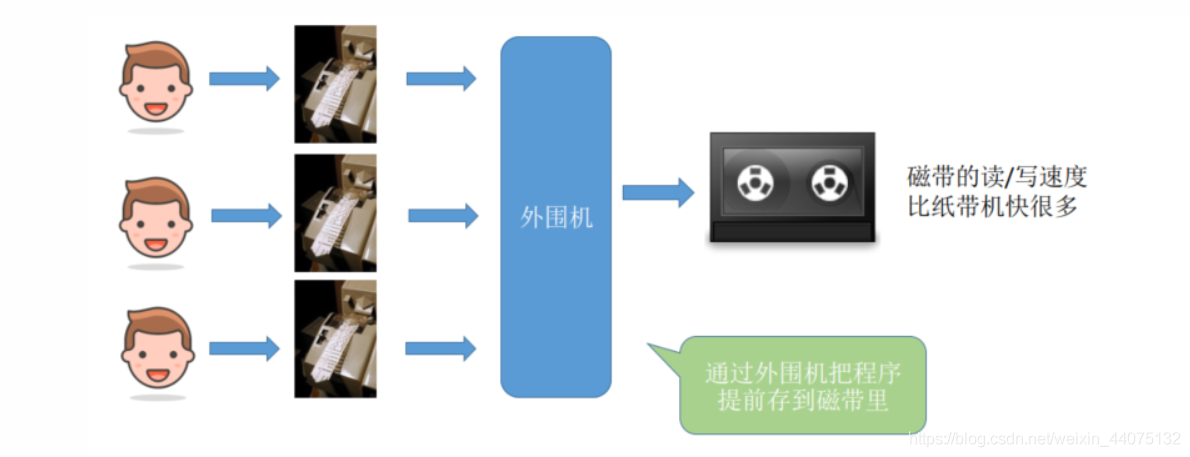 外围机
磁带的读/写速度
比纸带机快很多
通过外围机把程序
提前存到磁带里
https://blog.csdn.net/weixin_44075132